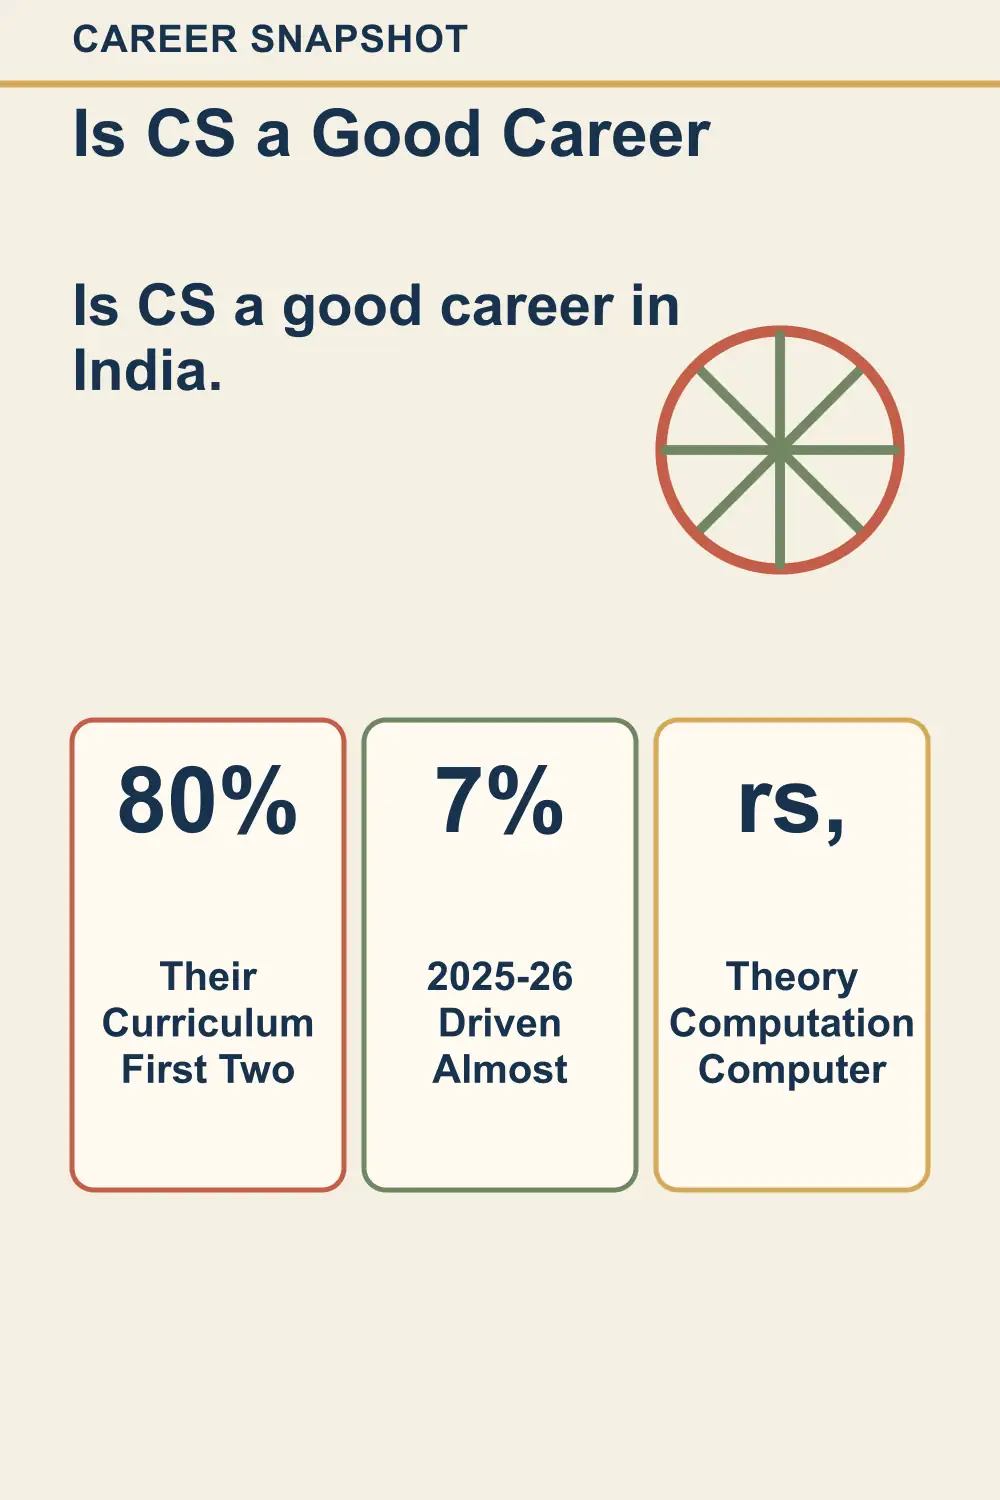 CAREER SNAPSHOT
Is CS a Good Career
Is CS a good career in
India.
80%
Their
Curriculum
First Two
7%
2025-26
Driven
Almost
rs,
Theory
Computation
Computer